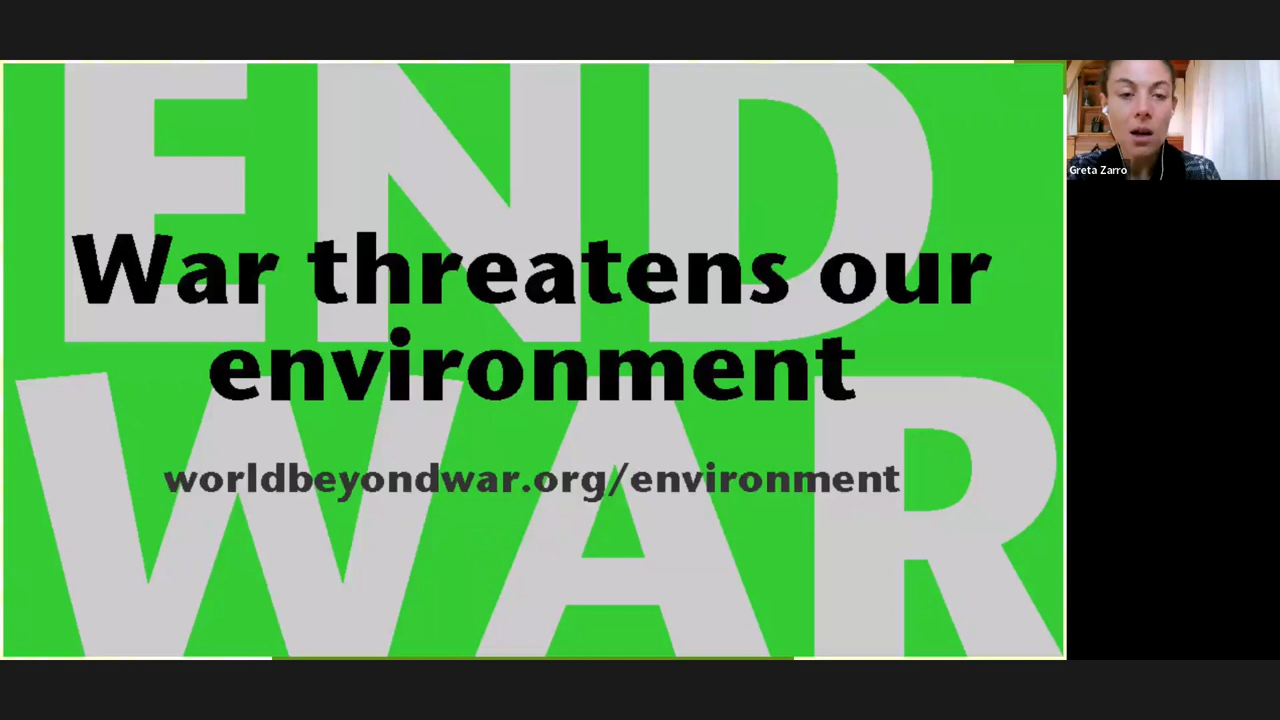 END
WAR
War threatens our
environment
worldbeyondwar.org/environment
Greta Zarro